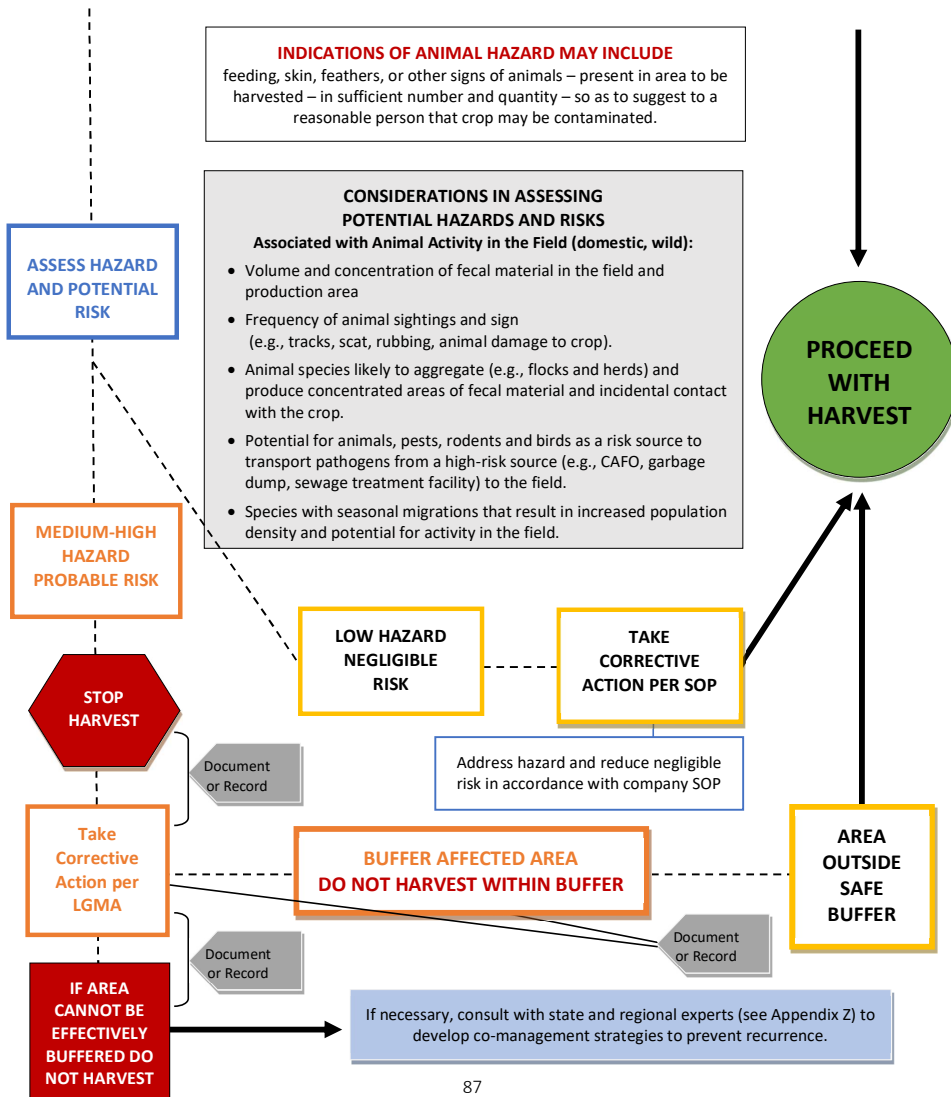 INDICATIONS OF ANIMAL HAZARD MAY INCLUDE
feeding, skin, feathers, or other signs of animals – present in area to be
harvested – in sufficient number and quantity – so as to suggest to a
reasonable person that crop may be contaminated.
CONSIDERATIONS IN ASSESSING
POTENTIAL HAZARDS AND RISKS
Associated with Animal Activity in the Field (domestic, wild):
• Volume and concentration of fecal material in the field and
production area
• Frequency of animal sightings and sign
(e.g., tracks, scat, rubbing, animal damage to crop).
• Animal species likely to aggregate (e.g., flocks and herds) and
produce concentrated areas of fecal material and incidental contact
with the crop.
• Potential for animals, pests, rodents and birds as a risk source to
transport pathogens from a high-risk source (e.g., CAFO, garbage
dump, sewage treatment facility) to the field.
• Species with seasonal migrations that result in increased population
density and potential for activity in the field.
ASSESS HAZARD
AND POTENTIAL
RISK
PROCEED
WITH
HARVEST
MEDIUM-HIGH
HAZARD
PROBABLE RISK
LOW HAZARD
NEGLIGIBLE
RISK
TAKE
CORRECTIVE
ACTION PER SOP
STOP
HARVEST
Document
or Record
Address hazard and reduce negligible
risk in accordance with company SOP
Take
Corrective
Action per
LGMA
BUFFER AFFECTED AREA
DO NOT HARVEST WITHIN BUFFER
AREA
OUTSIDE
SAFE
BUFFER
Document
or Record
Document
or Record
IF AREA
CANNOT BE
EFFECTIVELY
BUFFERED DO
NOT HARVEST
If necessary, consult with state and regional experts (see Appendix Z) to
develop co-management strategies to prevent recurrence.
87